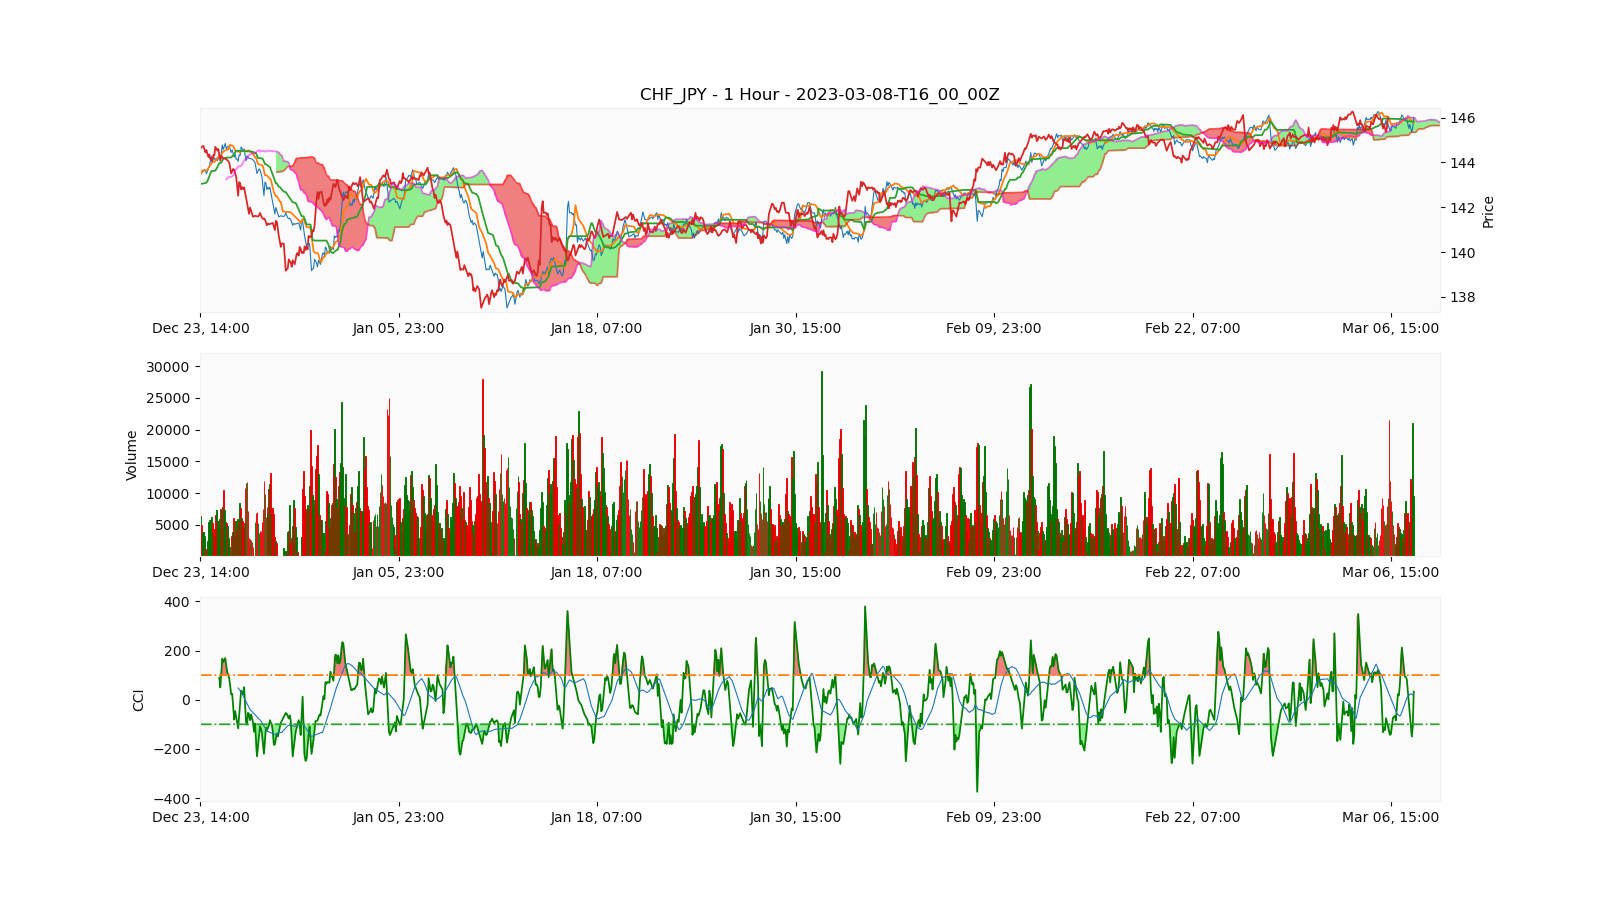 CHF_JPY - 1 Hour - 2023-03-08-T16_00_00Z
146
144
142
140
138
Price
Dec 23, 14:00 Jan 05, 23:00 Jan 18, 07:00 Jan 30, 15:00 Feb 09, 23:00 Feb 22, 07:00 Mar 06, 15:00
30000
25000
20000
15000
10000
5000
Volume
Dec 23, 14:00 Jan 05, 23:00 Jan 18, 07:00 Jan 30, 15:00 Feb 09, 23:00 Feb 22, 07:00 Mar 06, 15:00
400
200
0
−200
−400
CCI
Dec 23, 14:00 Jan 05, 23:00 Jan 18, 07:00 Jan 30, 15:00 Feb 09, 23:00 Feb 22, 07:00 Mar 06, 15:00